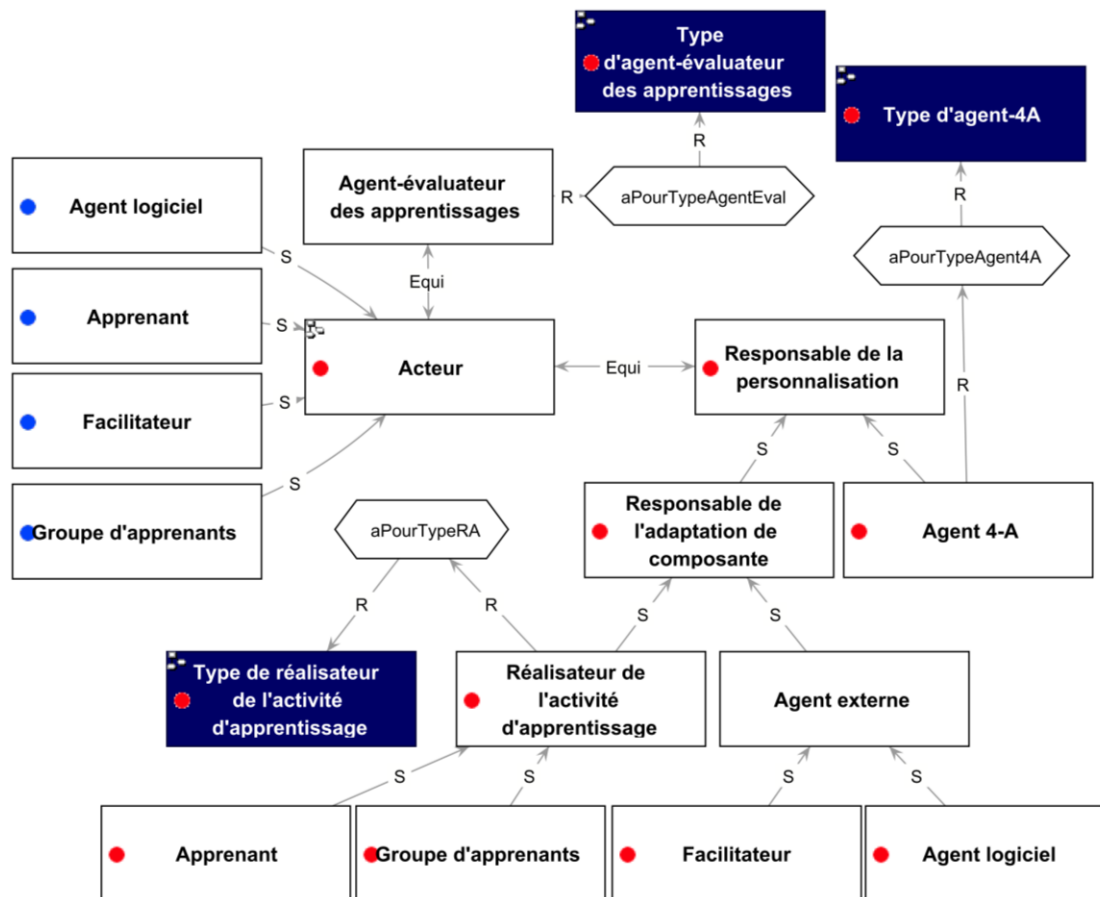 Type
d'agent-évaluateur
des apprentissages
Type d'agent-4A
R
R
Agent logiciel
Agent-évaluateur
des apprentissages
R
aPourTypeAgentEval
S
aPourTypeAgent4A
Equi
Apprenant
S
Acteur
Equi
Responsable de la
personnalisation
R
Facilitateur
S
S
S
S
Groupe d'apprenants
aPourTypeRA
Responsable de
l'adaptation de
composante
Agent 4-A
R
R
S
S
Type de réalisateur
de l'activité
d'apprentissage
Réalisateur de
l'activité
d'apprentissage
Agent externe
S
S
S
S
Apprenant
Groupe d'apprenants
Facilitateur
Agent logiciel